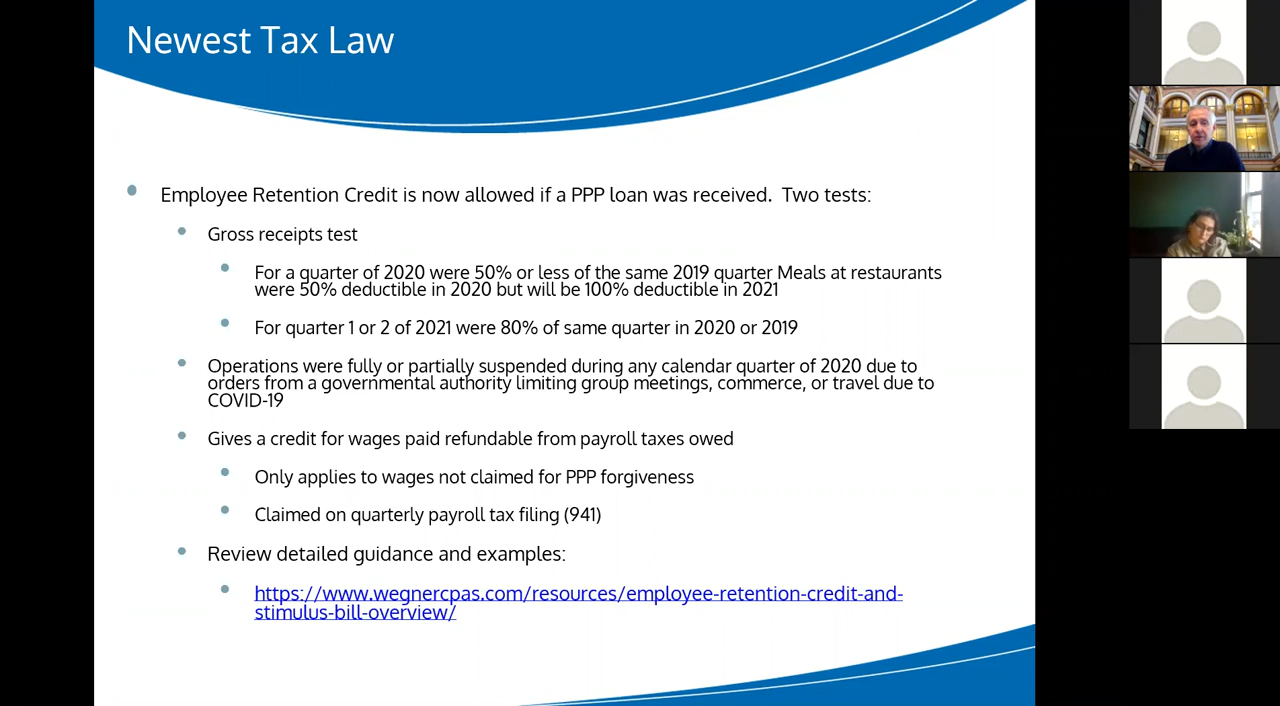 Newest Tax Law
Employee Retention Credit is now allowed if a PPP loan was received.  Two tests:
Gross receipts test
For a quarter of 2020 were 50% or less of the same 2019 quarter Meals at restaurants
were 50% deductible in 2020 but will be 100% deductible in 2021
For quarter 1 or 2 of 2021 were 80% of same quarter in 2020 or 2019
Operations were fully or partially suspended during any calendar quarter of 2020 due to
orders from a governmental authority limiting group meetings, commerce, or travel due to
COVID-19
Gives a credit for wages paid refundable from payroll taxes owed
Only applies to wages not claimed for PPP forgiveness
Claimed on quarterly payroll tax filing (941)
Review detailed guidance and examples:
https://www.wegnercpas.com/resources/employee-retention-credit-and-
stimulus-bill-overview/